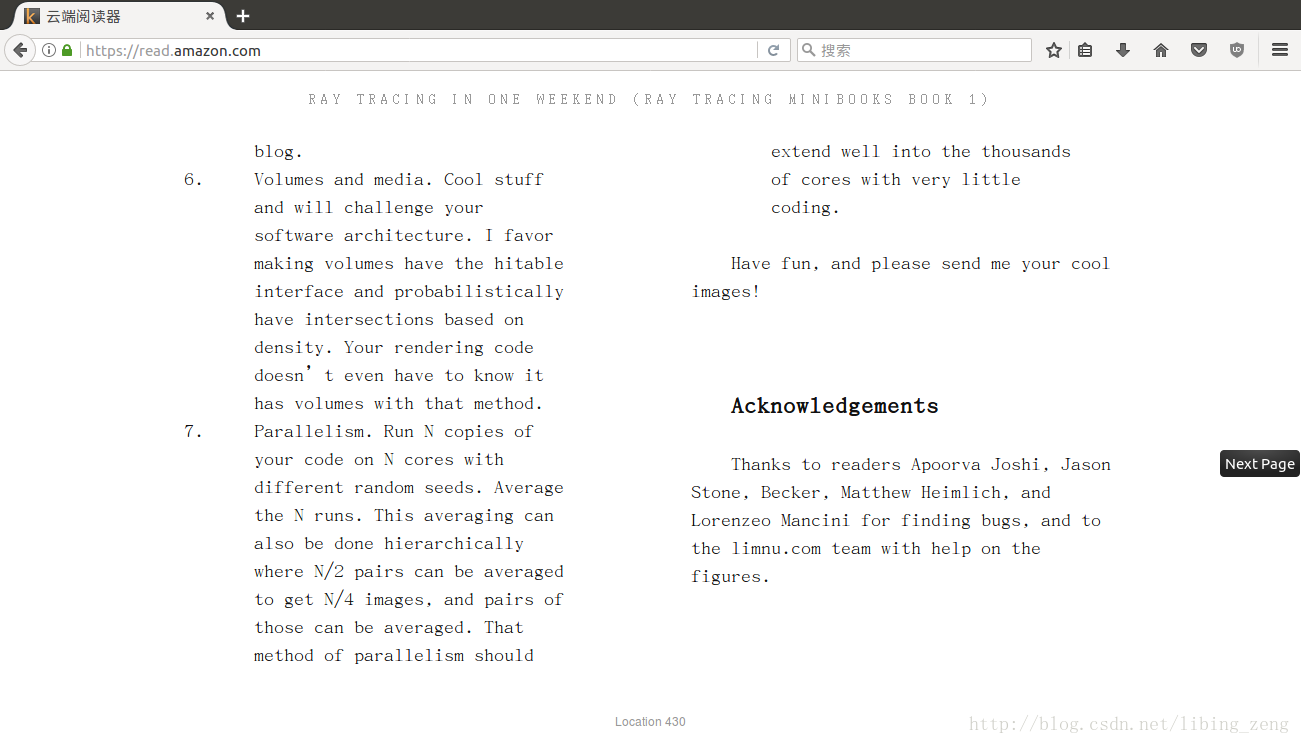 云端阅读器
https://read.amazon.com
搜索
RAY TRACING IN ONE WEEKEND (RAY TRACING MINIBOOKS BOOK 1)
blog.
6. Volumes and media. Cool stuff
and will challenge your
software architecture. I favor
making volumes have the hitable
interface and probabilistically
have intersections based on
density. Your rendering code
doesn’t even have to know it
has volumes with that method.
7. Parallelism. Run N copies of
your code on N cores with
different random seeds. Average
the N runs. This averaging can
also be done hierarchically
where N/2 pairs can be averaged
to get N/4 images, and pairs of
those can be averaged. That
method of parallelism should
extend well into the thousands
of cores with very little
coding.
Have fun, and please send me your cool
images!
Acknowledgements
Thanks to readers Apoorva Joshi, Jason
Stone, Becker, Matthew Heimlich, and
Lorenzeo Mancini for finding bugs, and to
the limnu.com team with help on the
figures.
Next Page
Location 430
http://blog.csdn.net/libing_zeng